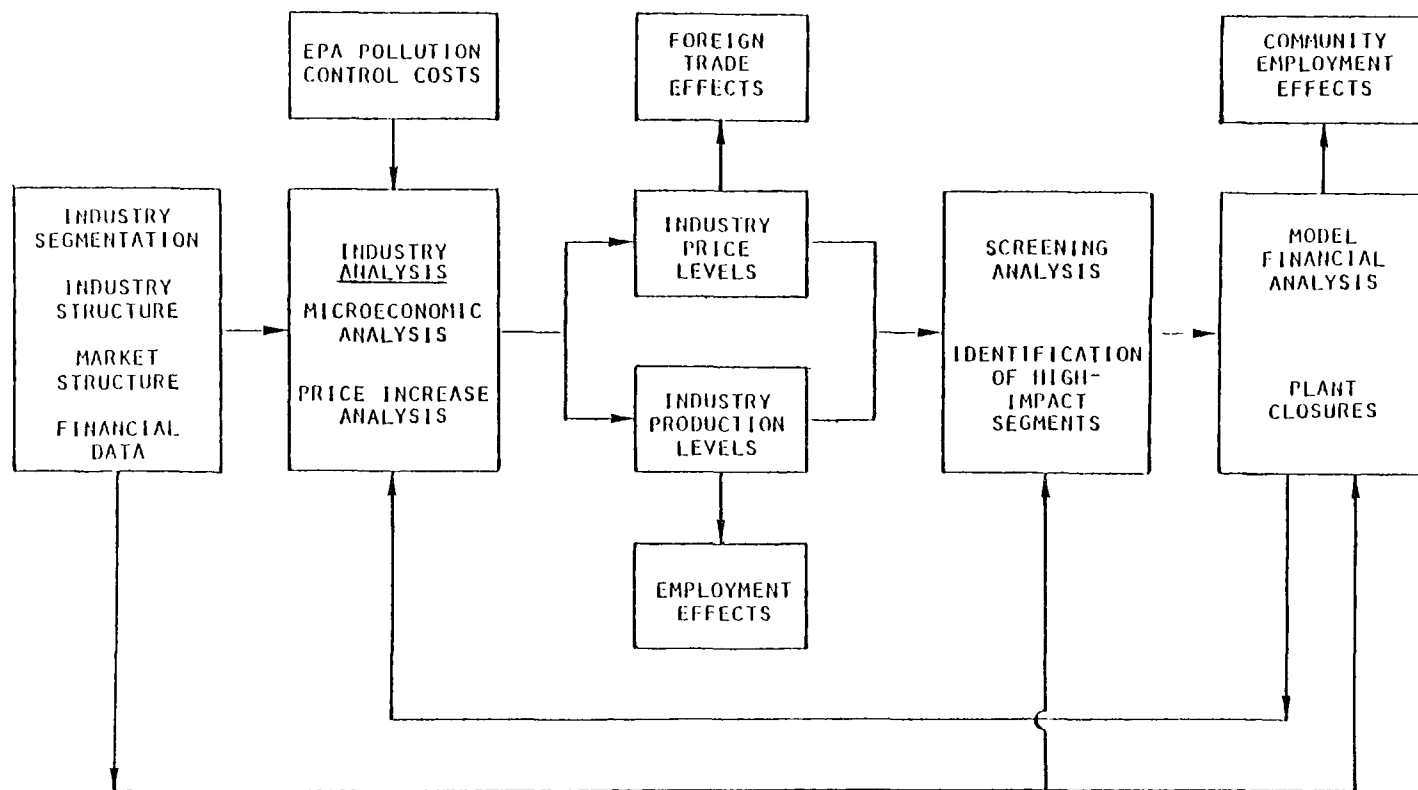 EPA POLLUTION
CONTROL COSTS
FOREIGN
TRADE
EFFECTS
COMMUNITY
EMPLOYMENT
EFFECTS
INDUSTRY
SEGMENTATION
INDUSTRY
STRUCTURE
MARKET
STRUCTURE
FINANCIAL
DATA
INDUSTRY
ANALYSIS
MICROECONOMIC
ANALYSIS
PRICE INCREASE
ANALYSIS
INDUSTRY
PRICE
LEVELS
INDUSTRY
PRODUCTION
LEVELS
EMPLOYMENT
EFFECTS
SCREENING
ANALYSIS
IDENTIFICATION
OF HIGH-
IMPACT
SEGMENTS
MODEL
FINANCIAL
ANALYSIS
PLANT
CLOSURES